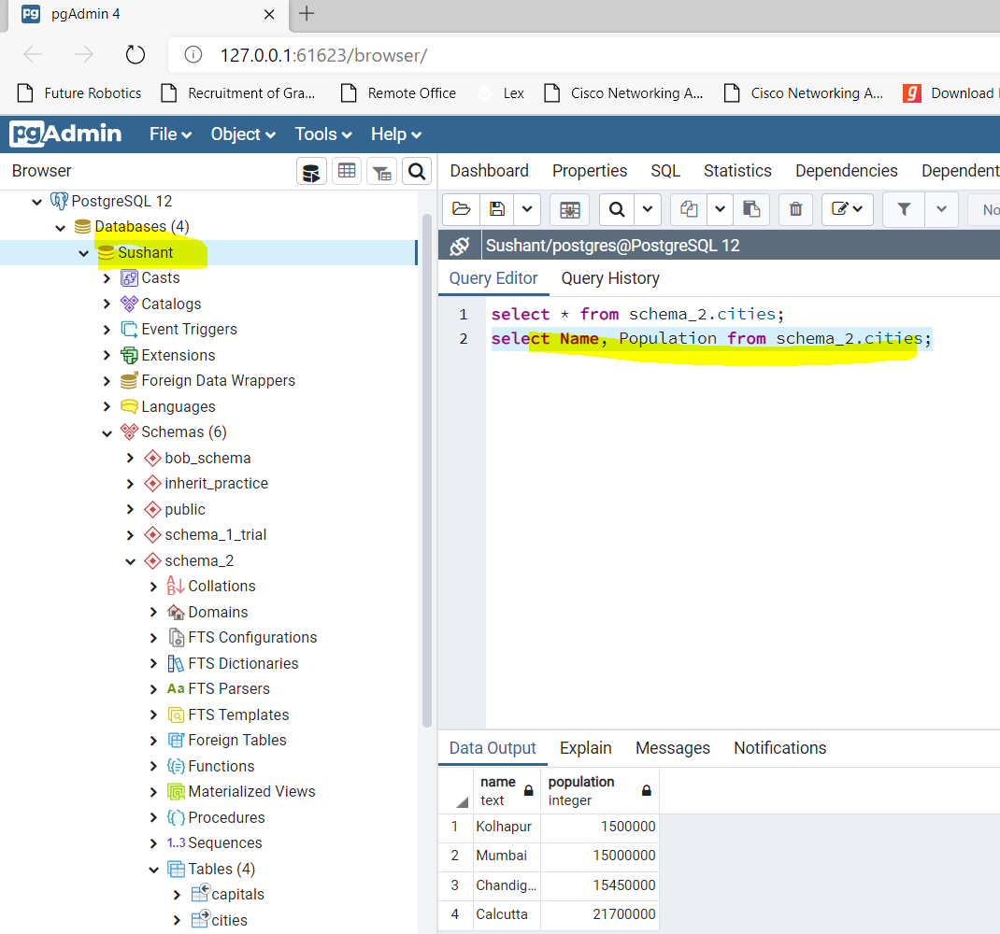 pgAdmin 4
127.0.0.1:61623/browser/
Future Robotics
Recruitment of Gra...
Remote Office
Lex
Cisco Networking A...
Cisco Networking A...
Download
pgAdmin
File
Object
Tools
Help
Browser
Dashboard
Properties
SQL
Statistics
Dependencies
Dependent
PostgreSQL 12
Databases (4)
Sushant
Casts
Catalogs
Event Triggers
Extensions
Foreign Data Wrappers
Languages
Schemas (6)
bob_schema
inherit_practice
public
schema_1_trial
schema_2
Collations
Domains
FTS Configurations
FTS Dictionaries
Aa FTS Parsers
FTS Templates
Foreign Tables
Functions
Materialized Views
Procedures
1..3 Sequences
Tables (4)
capitals
cities
No
Sushant/postgres@PostgreSQL 12
Query Editor
Query History
1 select * from schema_2.cities;
2 select Name, Population from schema_2.cities;
Data Output
Explain
Messages
Notifications
name population
text integer
1 Kolhapur 1500000
2 Mumbai 15000000
3 Chandig... 15450000
4 Calcutta 21700000